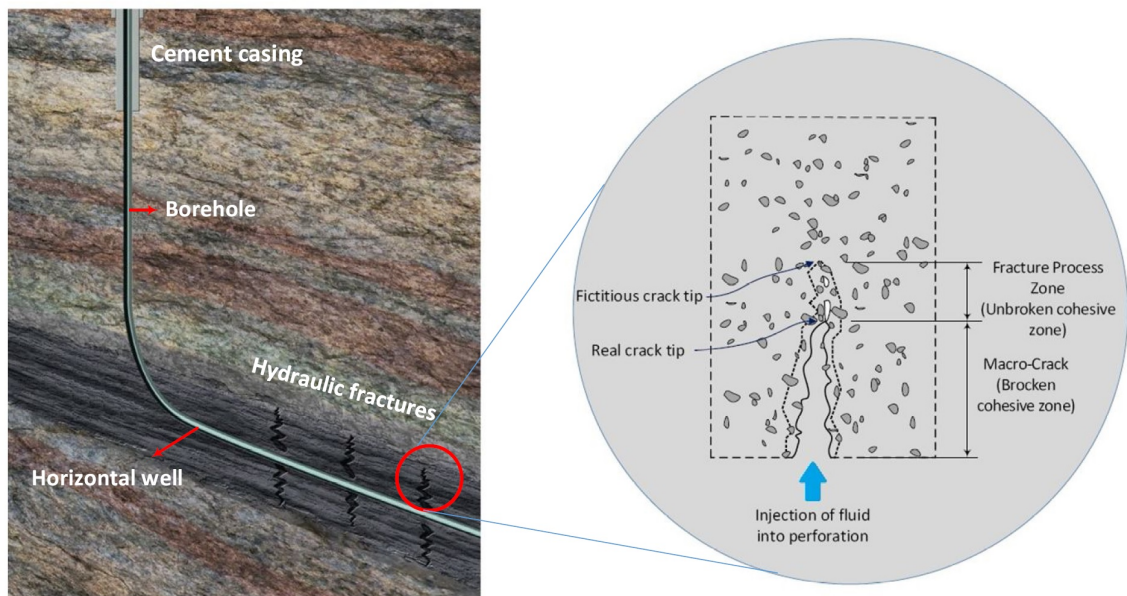 Cement casing
Borehole
Hydraulic fractures
Horizontal well
Fictitious crack tip
Real crack tip
Fracture Process
Zone
(Unbroken cohesive
zone)
Macro-Crack
(Brocken
cohesive zone)
Injection of fluid
into perforation